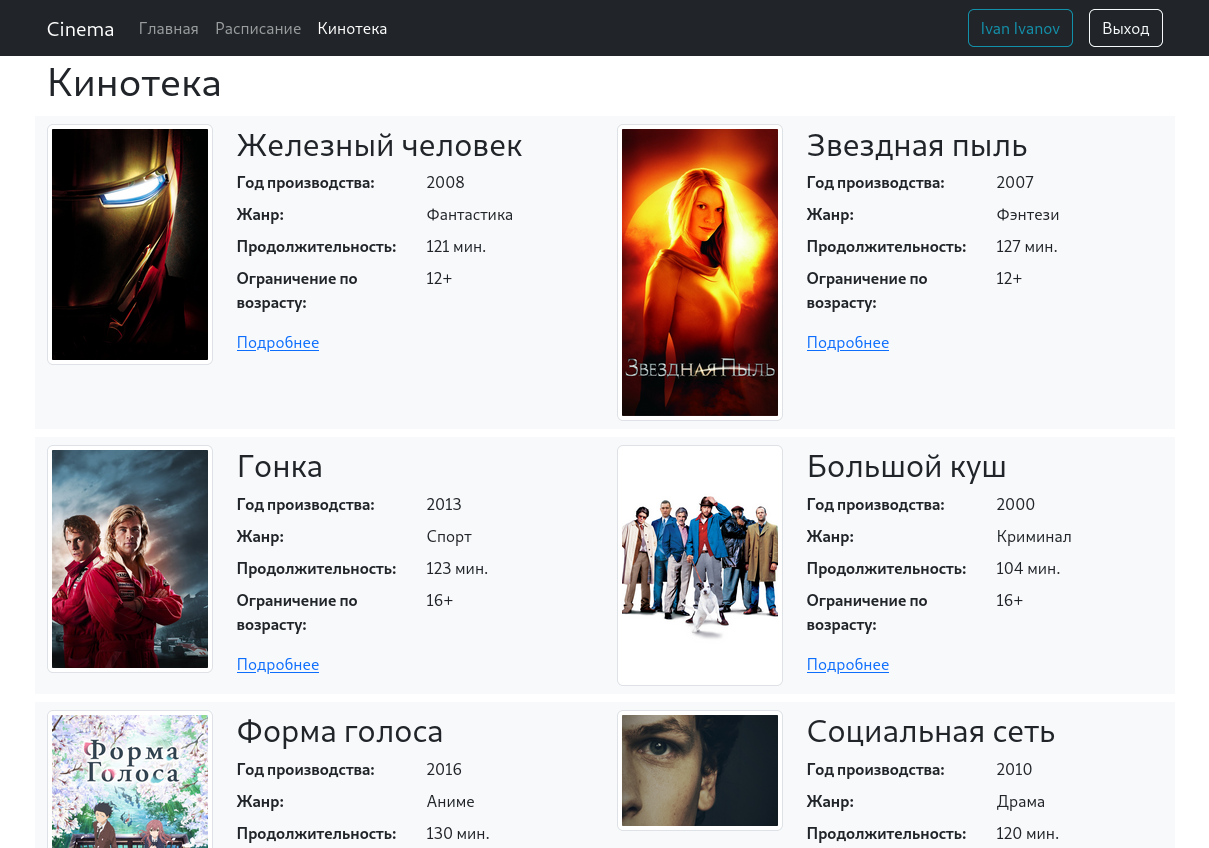 Cinema Главная Расписание Кинотека Ivan Ivanov Выход
Кинотека
Железный человек
Год производства: 2008
Жанр: Фантастика
Продолжительность: 121 мин.
Ограничение по возрасту: 12+
Подробнее
ЗВЕЗДНАЯ ПЫЛЬ
Звездная пыль
Год производства: 2007
Жанр: Фэнтези
Продолжительность: 127 мин.
Ограничение по возрасту: 12+
Подробнее
Гонка
Год производства: 2013
Жанр: Спорт
Продолжительность: 123 мин.
Ограничение по возрасту: 16+
Подробнее
Большой куш
Год производства: 2000
Жанр: Криминал
Продолжительность: 104 мин.
Ограничение по возрасту: 16+
Подробнее
Форма
Голоса
Форма голоса
Год производства: 2016
Жанр: Аниме
Продолжительность: 130 мин.
Социальная сеть
Год производства: 2010
Жанр: Драма
Продолжительность: 120 мин.